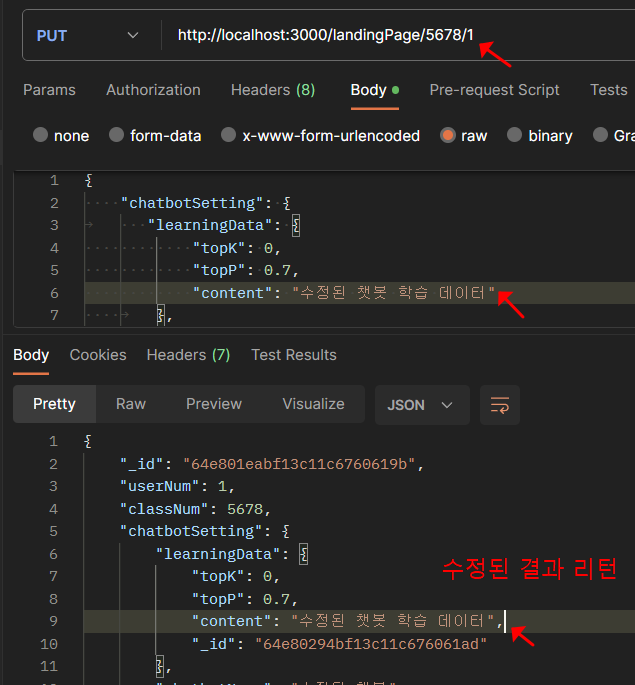 PUT http://localhost:3000/landingPage/5678/1
Params Authorization Headers (8) Body Pre-request Script Tests
none form-data x-www-form-urlencoded raw binary Gra
1 {
2 "chatbotSetting": {
3 "learningData": {
4 "topK": 0,
5 "topP": 0.7,
6 "content": "수정된 챗봇 학습 데이터"
7 },
Body Cookies Headers (7) Test Results
Pretty Raw Preview Visualize JSON
1 {
2 "_id": "64e801eabf13c11c6760619b",
3 "userNum": 1,
4 "classNum": 5678,
5 "chatbotSetting": {
6 "learningData": {
수정된 결과 리턴
7 "topK": 0,
8 "topP": 0.7,
9 "content": "수정된 챗봇 학습 데이터",
10 "_id": "64e80294bf13c11c676061ad"
11 },